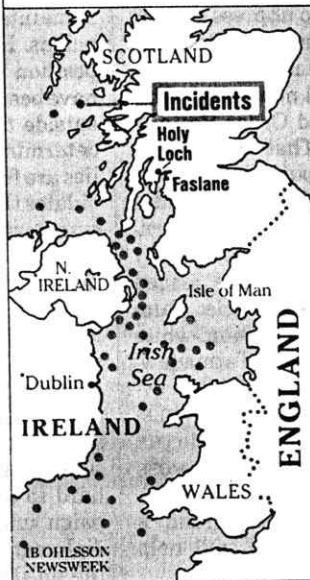 SCOTLAND
Incidents
Holy
Loch
Faslane
N.
IRELAND
Isle of Man
Irish
Sea
Dublin
IRELAND
ENGLAND
WALES
IB OHLSSON
NEWSWEEK